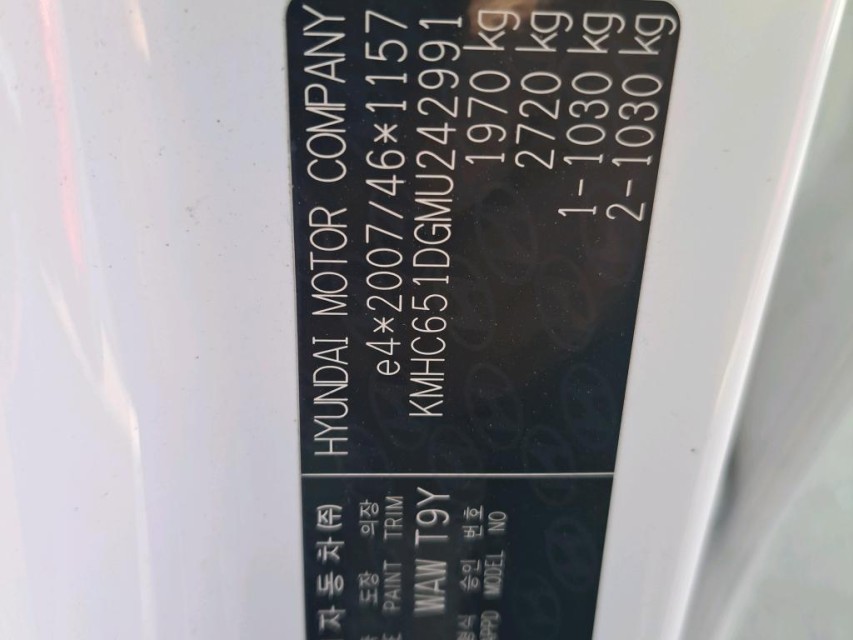 HYUNDAI MOTOR COMPANY
e4*2007/46*1157
KMHC651DGMU242991
1970 kg
2720 kg
1-1030 kg
2-1030 kg
자동차㈜
도장 외장
PAINT TRIM
WAW T9Y
승인 번호
MODEL NO